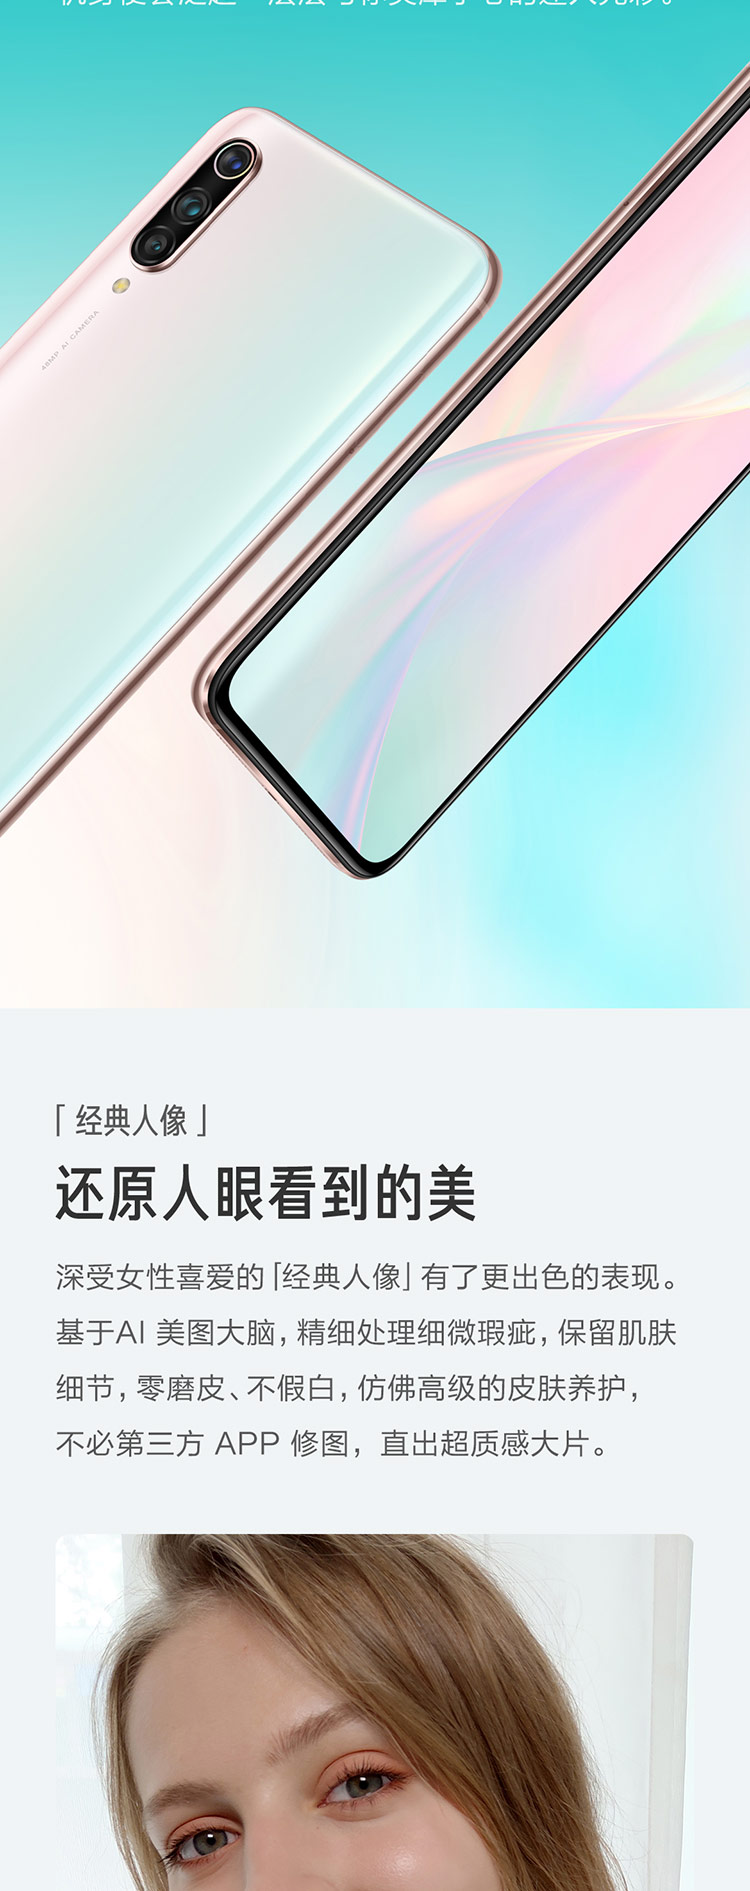 48MP AI CAMERA
「经典人像」
还原人眼看到的美
深受女性喜爱的「经典人像」有了更出色的表现。
基于AI 美图大脑，精细处理细微瑕疵，保留肌肤
细节，零磨皮、不假白，仿佛高级的皮肤养护，
不必第三方 APP 修图，直出超质感大片。